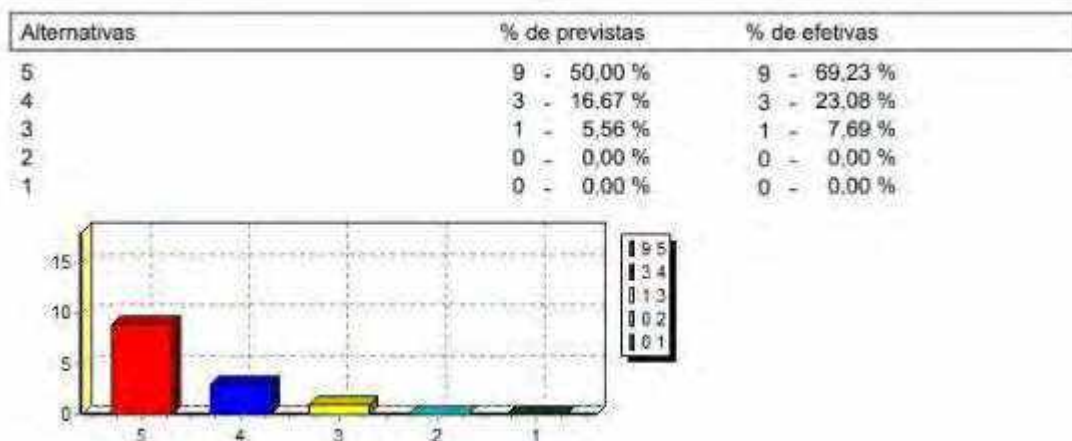 Alternativas % de previstas % de efetivas
5 9 - 50,00 % 9 - 69,23 %
4 3 - 16,67 % 3 - 23,08 %
3 1 - 5,56 % 1 - 7,69 %
2 0 - 0,00 % 0 - 0,00 %
1 0 - 0,00 % 0 - 0,00 %
15
10
5
0
5 4 3 2 1
9 5
3 4
1 3
0 2
0 1